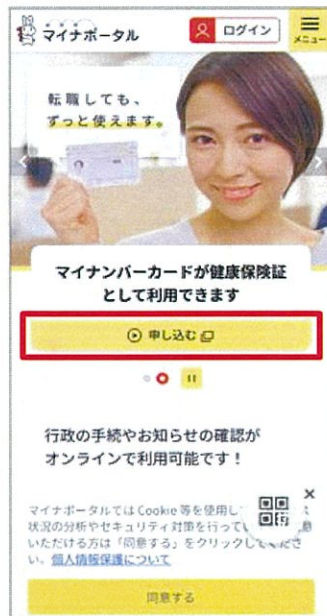 マイナポータル
ログイン
メニュー
転職しても、
ずっと使えます。
マイナンバーカードが健康保険証
として利用できます
申し込む
行政の手続やお知らせの確認が
オンラインで利用可能です！
マイナポータルでは Cookie 等を使用し
状況の分析やセキュリティ対策を行って
いただける方は「同意する」をクリックしてくださ
い。個人情報保護について
同意する